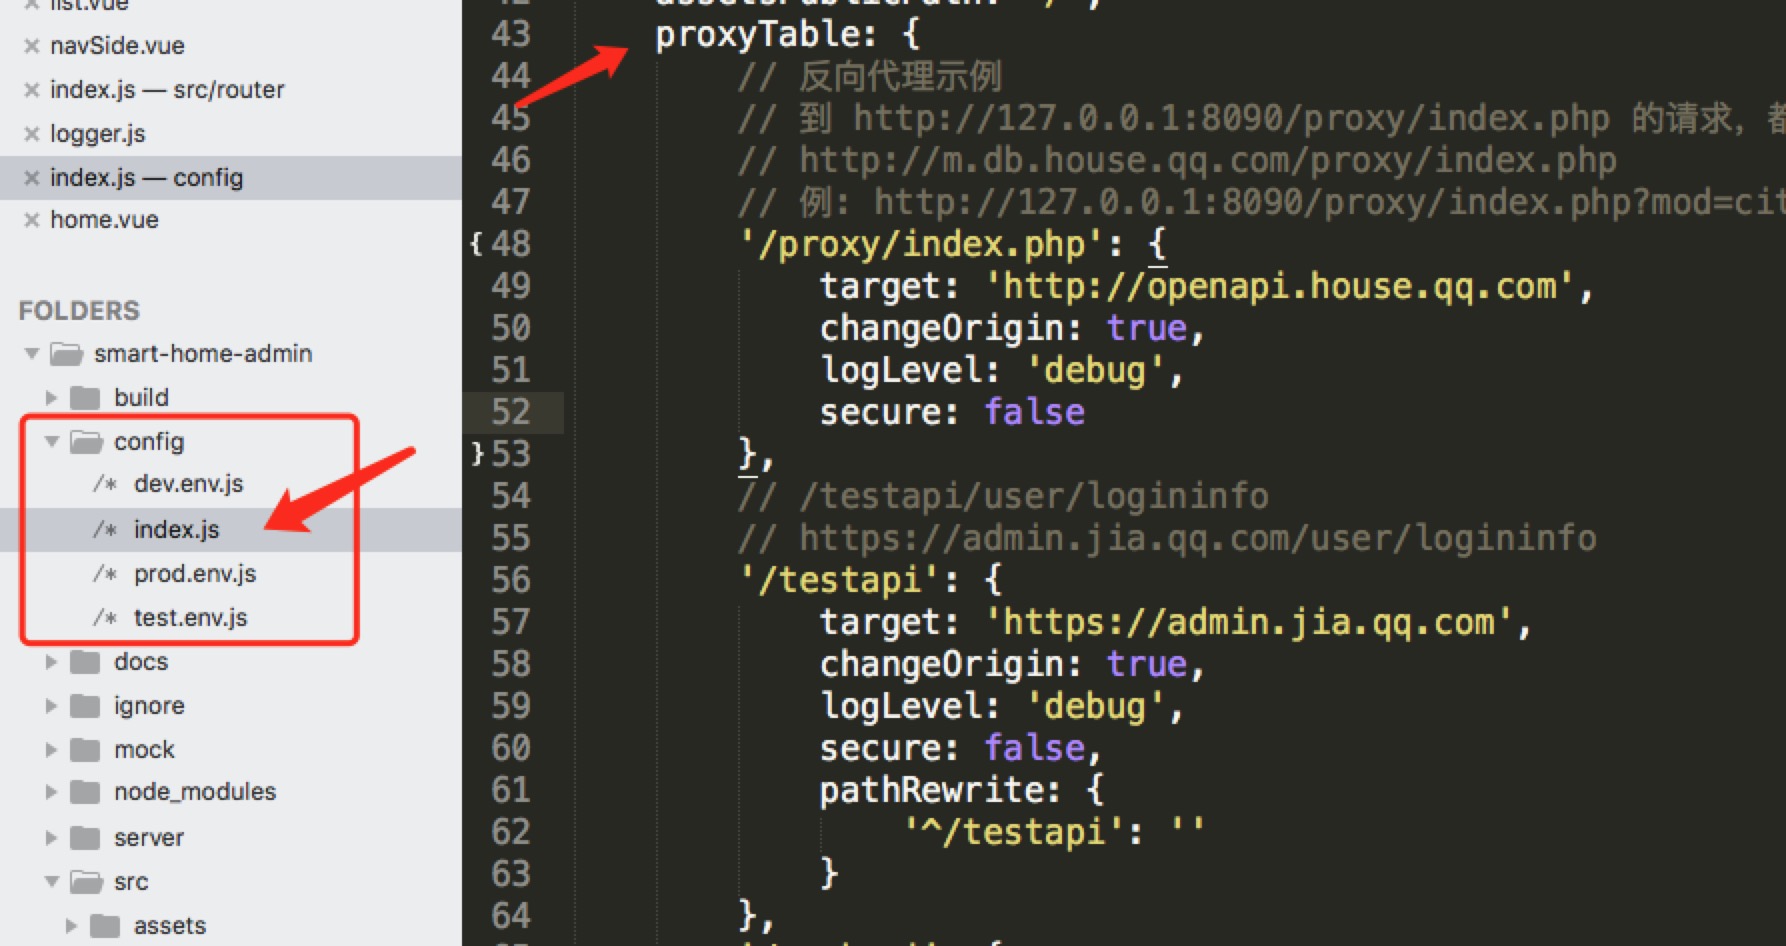 list.vue
navSide.vue
index.js — src/router
logger.js
index.js — config
home.vue
FOLDERS
smart-home-admin
build
config
/* dev.env.js
/* index.js
/* prod.env.js
/* test.env.js
docs
ignore
mock
node_modules
server
src
assets
43 proxyTable: {
44 // 反向代理示例
45 // 到 http://127.0.0.1:8090/proxy/index.php 的请求，都
46 // http://m.db.house.qq.com/proxy/index.php
47 // 例: http://127.0.0.1:8090/proxy/index.php?mod=cit
{ 48 '/proxy/index.php': {
49 target: 'http://openapi.house.qq.com',
50 changeOrigin: true,
51 logLevel: 'debug',
52 secure: false
} 53 },
54 // /testapi/user/logininfo
55 // https://admin.jia.qq.com/user/logininfo
56 '/testapi': {
57 target: 'https://admin.jia.qq.com',
58 changeOrigin: true,
59 logLevel: 'debug',
60 secure: false,
61 pathRewrite: {
62 '^/testapi': ''
63 }
64 },